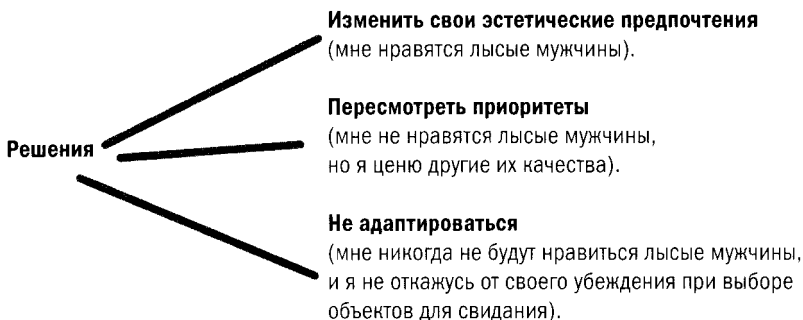 Изменить свои эстетические предпочтения
(мне нравятся лысые мужчины).
Решения
Пересмотреть приоритеты
(мне не нравятся лысые мужчины,
но я ценю другие их качества).
Не адаптироваться
(мне никогда не будут нравиться лысые мужчины,
и я не откажусь от своего убеждения при выборе
объектов для свидания).